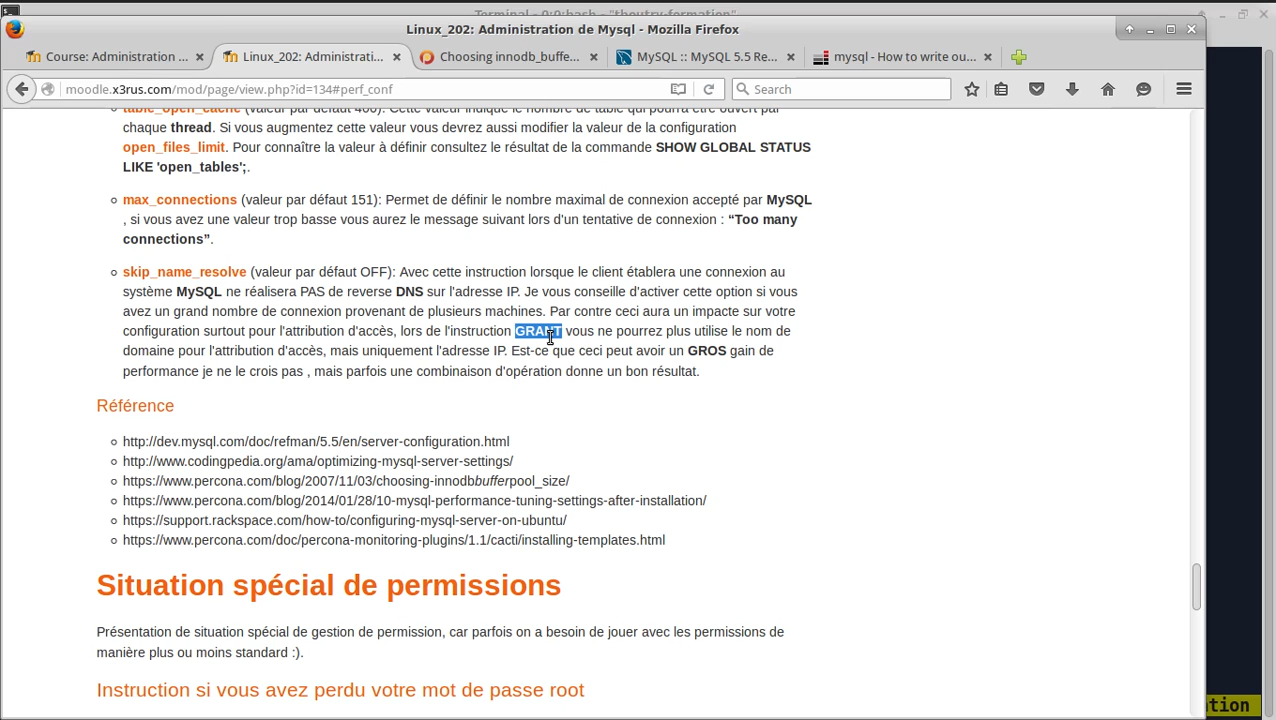 Terminal - 0:0:bash - "thoutry-formation"
Linux_202: Administration de Mysql - Mozilla Firefox
Course: Administration ...
Linux_202: Administrati...
Choosing innodb_buffe...
MySQL :: MySQL 5.5 Re...
mysql - How to write ou...
moodle.x3rus.com/mod/page/view.php?id=134#perf_conf
Search
table_open_cache (valeur par défaut 400): Cette valeur indique le nombre de table qui pourra être ouvert par
chaque thread. Si vous augmentez cette valeur vous devrez aussi modifier la valeur de la configuration
open_files_limit. Pour connaître la valeur à définir consultez le résultat de la commande SHOW GLOBAL STATUS
LIKE 'open_tables';.
max_connections (valeur par défaut 151): Permet de définir le nombre maximal de connexion accepté par MySQL
, si vous avez une valeur trop basse vous aurez le message suivant lors d'un tentative de connexion : “Too many
connections”.
skip_name_resolve (valeur par défaut OFF): Avec cette instruction lorsque le client établera une connexion au
système MySQL ne réalisera PAS de reverse DNS sur l'adresse IP. Je vous conseille d'activer cette option si vous
avez un grand nombre de connexion provenant de plusieurs machines. Par contre ceci aura un impacte sur votre
configuration surtout pour l'attribution d'accès, lors de l'instruction GRANT vous ne pourrez plus utilise le nom de
domaine pour l'attribution d'accès, mais uniquement l'adresse IP. Est-ce que ceci peut avoir un GROS gain de
performance je ne le crois pas , mais parfois une combinaison d'opération donne un bon résultat.
Référence
http://dev.mysql.com/doc/refman/5.5/en/server-configuration.html
http://www.codingpedia.org/ama/optimizing-mysql-server-settings/
https://www.percona.com/blog/2007/11/03/choosing-innodbbufferpool_size/
https://www.percona.com/blog/2014/01/28/10-mysql-performance-tuning-settings-after-installation/
https://support.rackspace.com/how-to/configuring-mysql-server-on-ubuntu/
https://www.percona.com/doc/percona-monitoring-plugins/1.1/cacti/installing-templates.html
Situation spécial de permissions
Présentation de situation spécial de gestion de permission, car parfois on a besoin de jouer avec les permissions de
manière plus ou moins standard :).
Instruction si vous avez perdu votre mot de passe root
tion